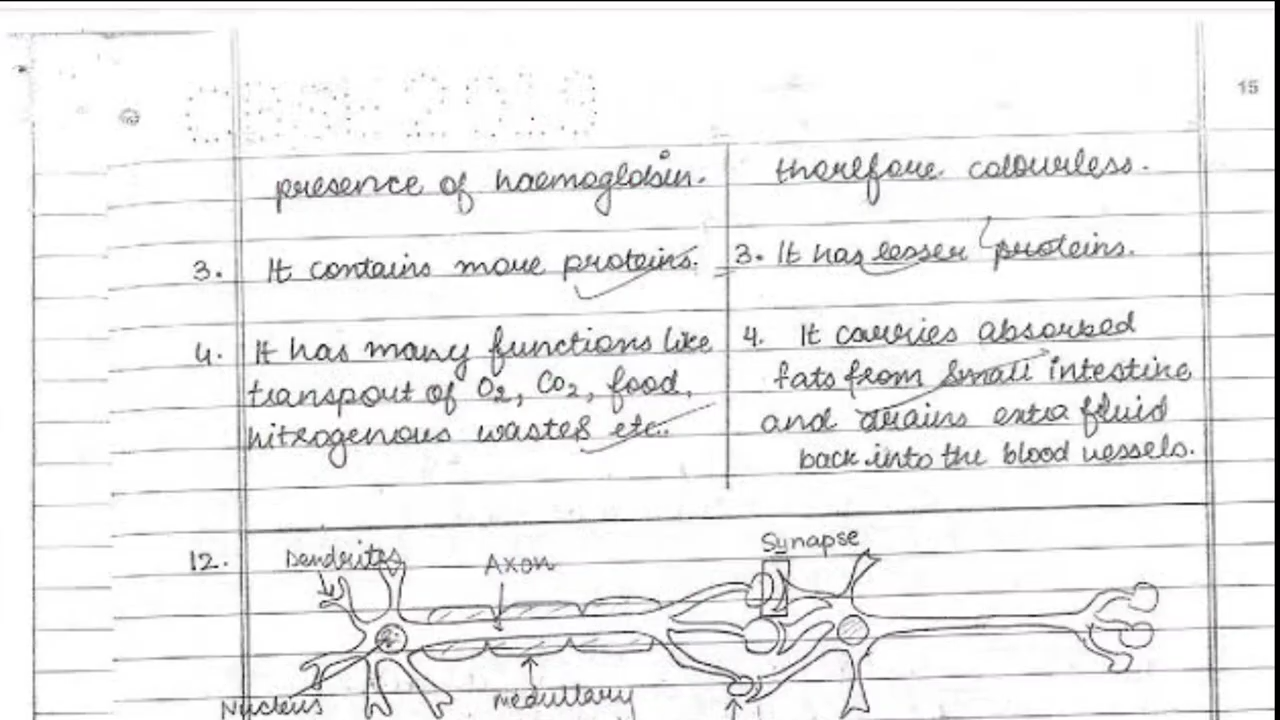 15
presence of haemoglobin.
therefore colourless.
3. It contains more proteins.
3. It has lesser proteins.
4. It has many functions like
transport of O2, CO2, food,
nitrogenous wastes etc.
4. It carries absorbed
fats from small intestine
and drains extra fluid
back into the blood vessels.
12.
Dendrites
Axon
Synapse
Nucleus
Medullary